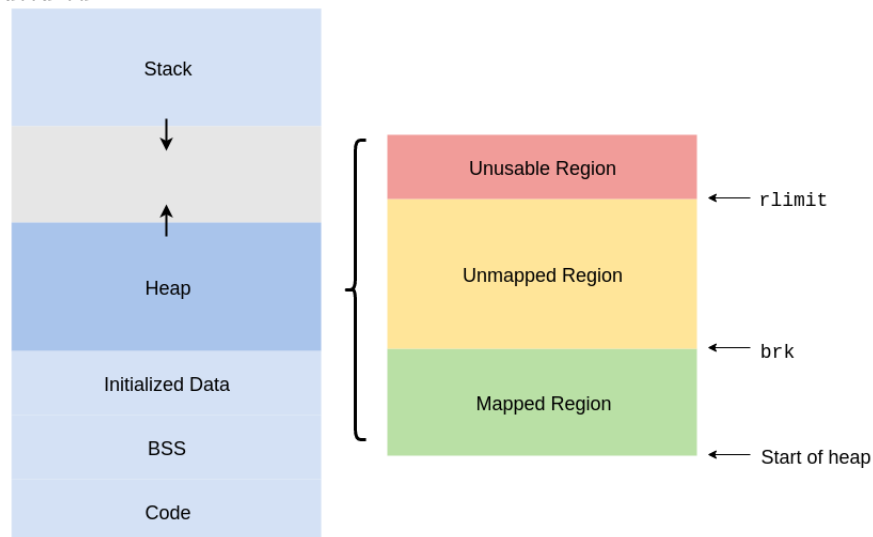 Stack
Heap
Initialized Data
BSS
Code
Unusable Region
Unmapped Region
Mapped Region
rlimit
brk
Start of heap